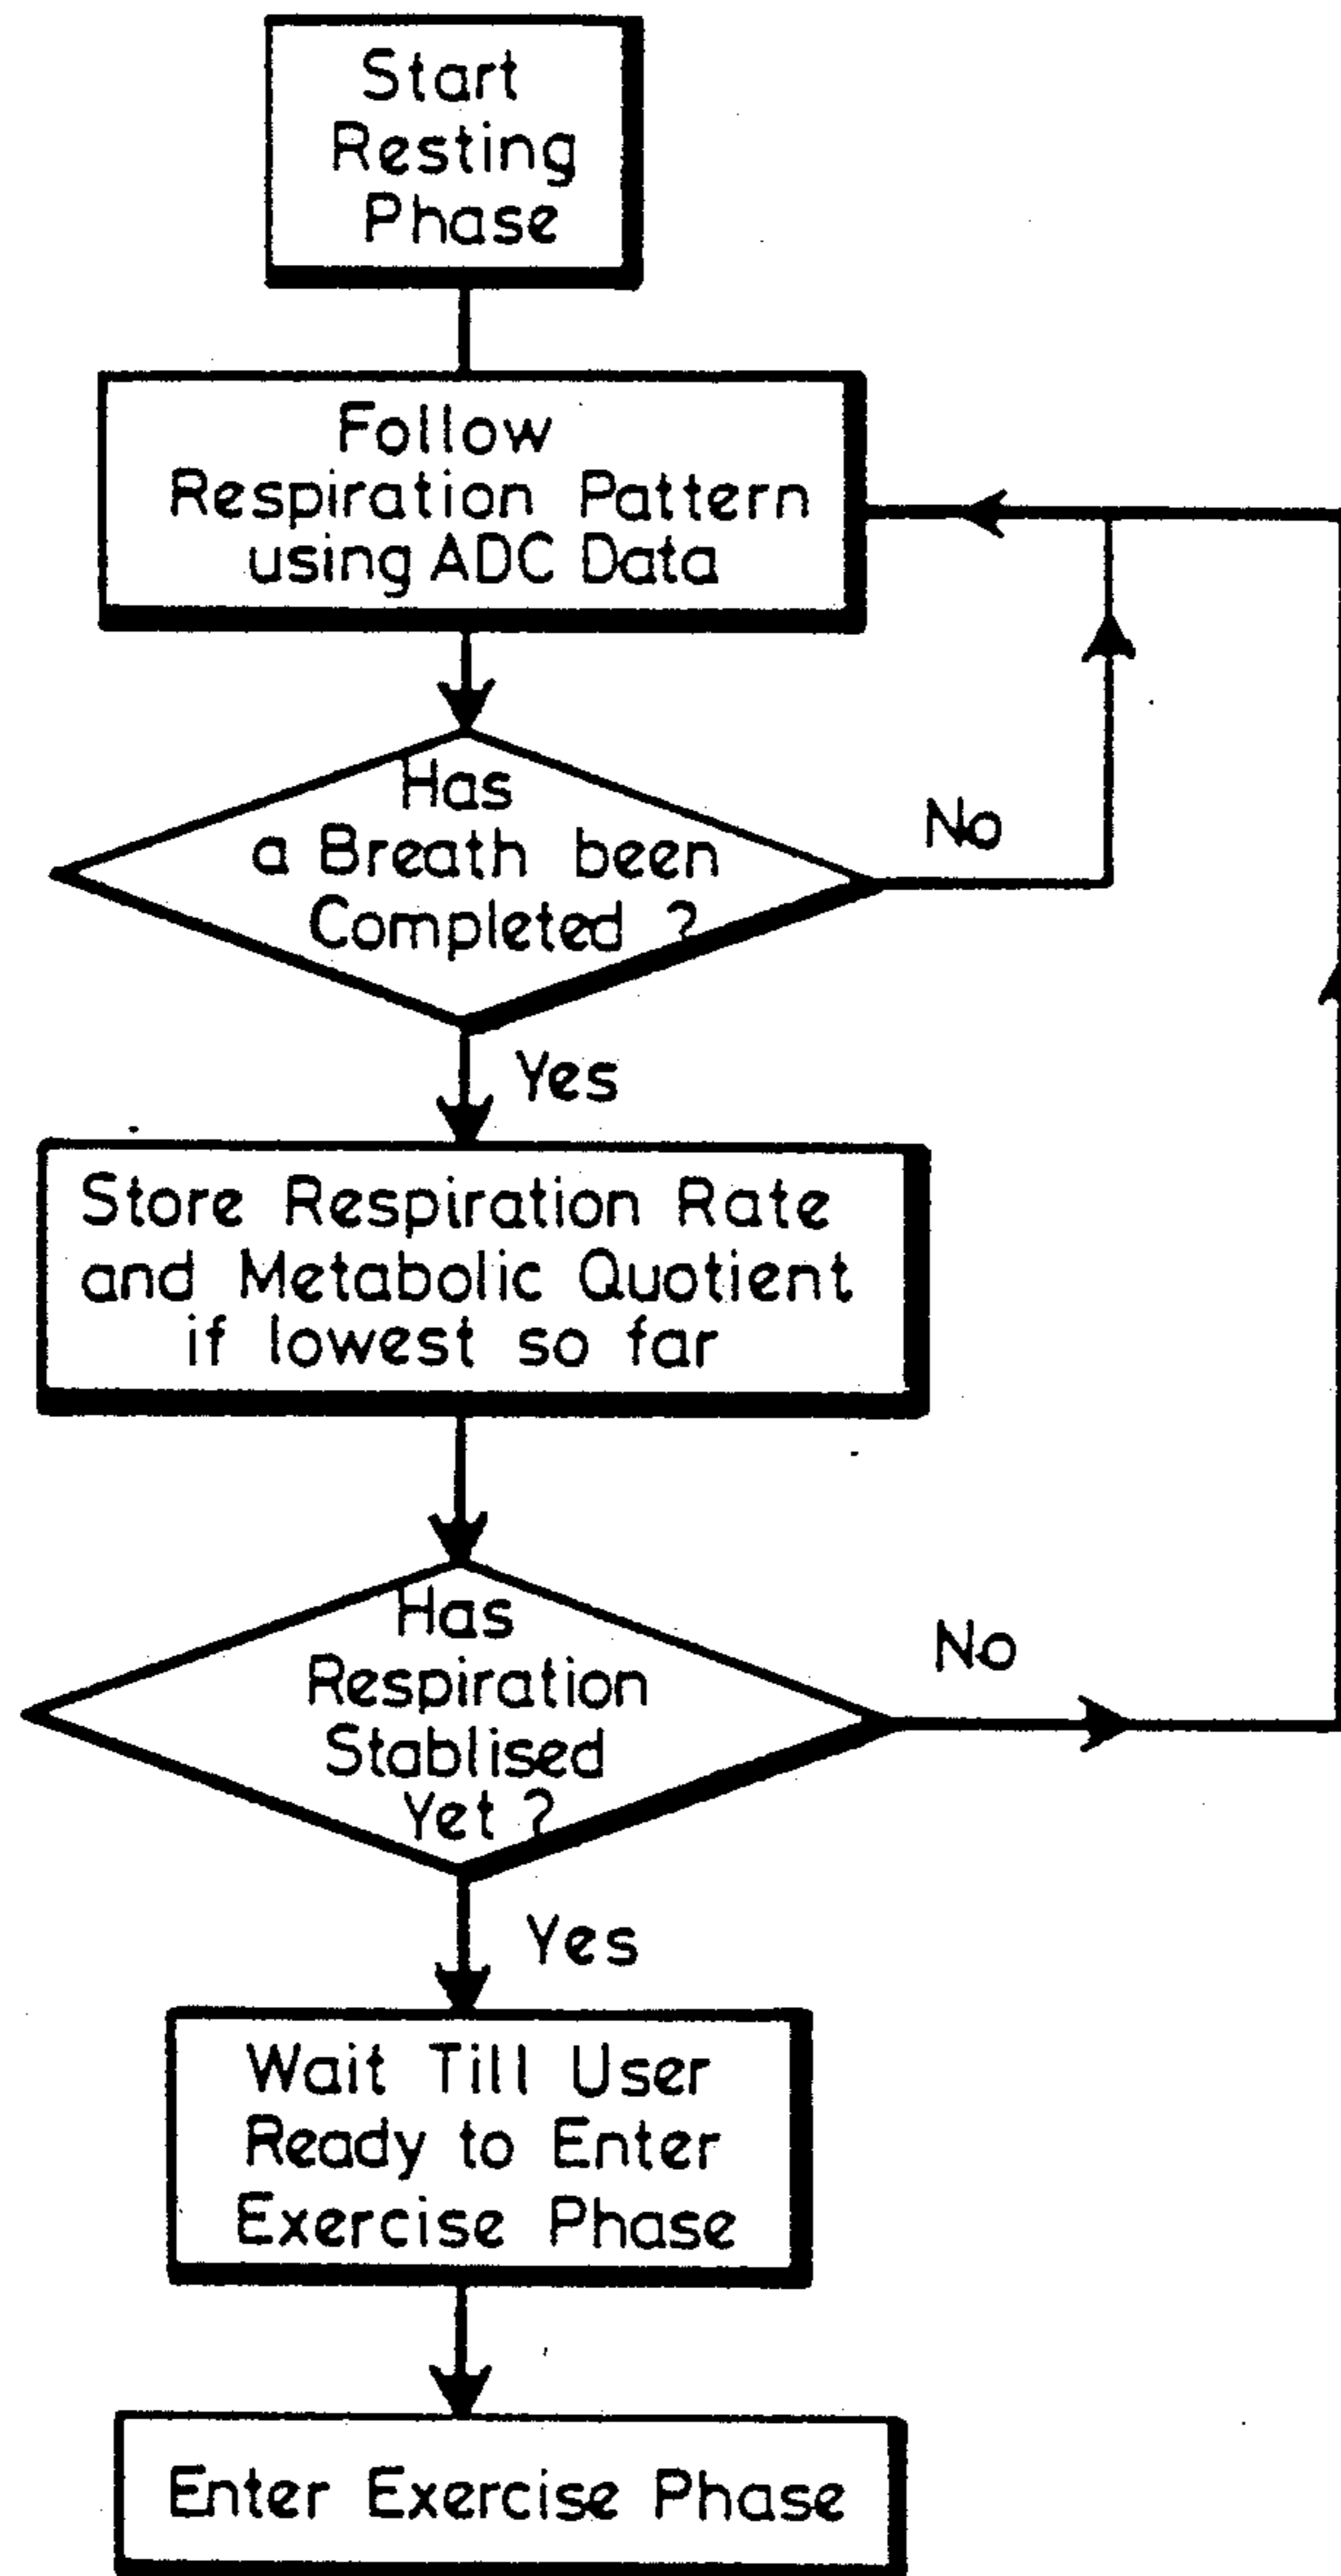 Start
Resting
Phase
Follow
Respiration Pattern
using ADC Data
Has
a Breath been
Completed ?
No
Yes
Store Respiration Rate
and Metabolic Quotient
if lowest so far
Has
Respiration
Stablised
Yet ?
No
Yes
Wait Till User
Ready to Enter
Exercise Phase
Enter Exercise Phase